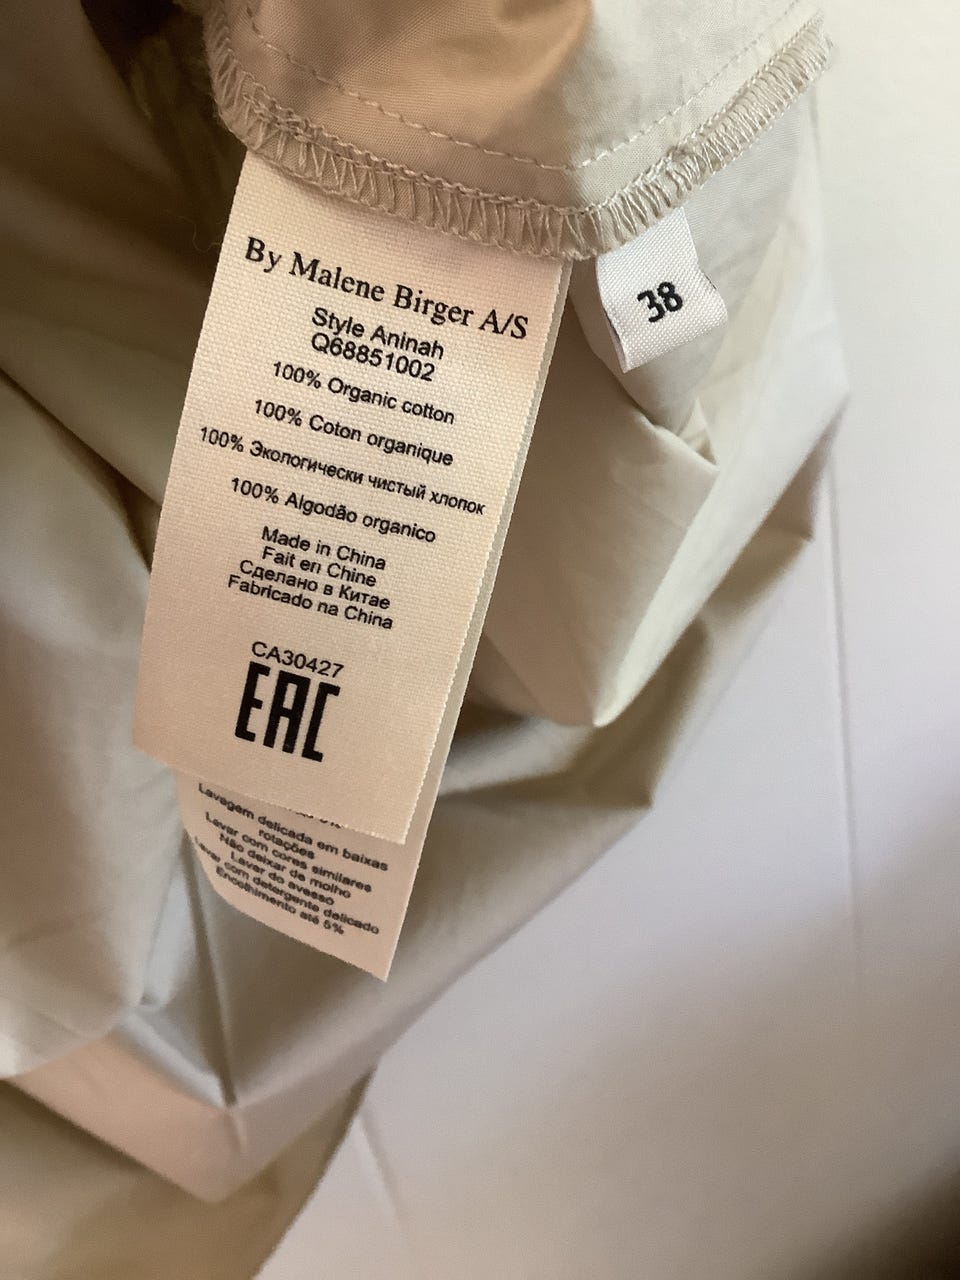 By Malene Birger A/S
Style Aninah
Q68851002
100% Organic cotton
100% Coton organique
100% Экологически чистый хлопок
100% Algodão organico
Made in China
Fait en Chine
Сделано в Китае
Fabricado na China
CA30427
EAC
38
Lavagem delicada em baixas
rotações
Lavar com cores similares
Não deixar de molho
Lavar do avesso
Lavar com detergente delicado
Encolhimento até 5%